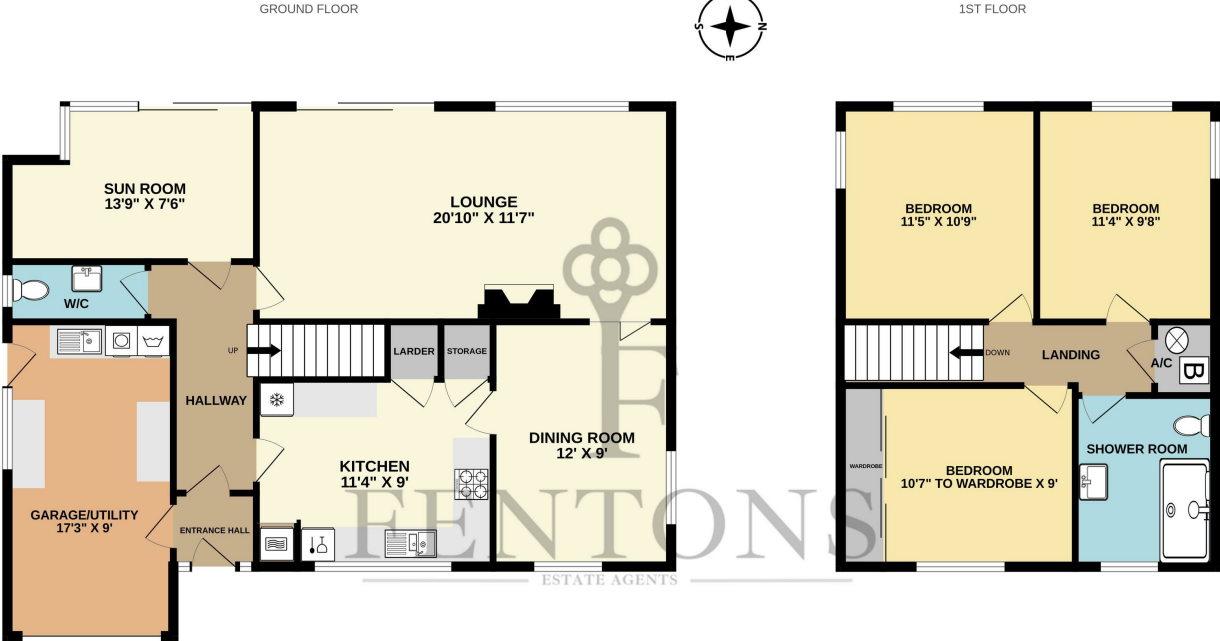 GROUND FLOOR
1ST FLOOR
N
S
E
SUN ROOM
13'9" X 7'6"
LOUNGE
20'10" X 11'7"
W/C
UP
LARDER
STORAGE
HALLWAY
KITCHEN
11'4" X 9'
DINING ROOM
12' X 9'
GARAGE/UTILITY
17'3" X 9'
ENTRANCE HALL
BEDROOM
11'5" X 10'9"
BEDROOM
11'4" X 9'8"
DOWN
LANDING
A/C
B
WARDROBE
BEDROOM
10'7" TO WARDROBE X 9'
SHOWER ROOM
F
FENTONS
ESTATE AGENTS